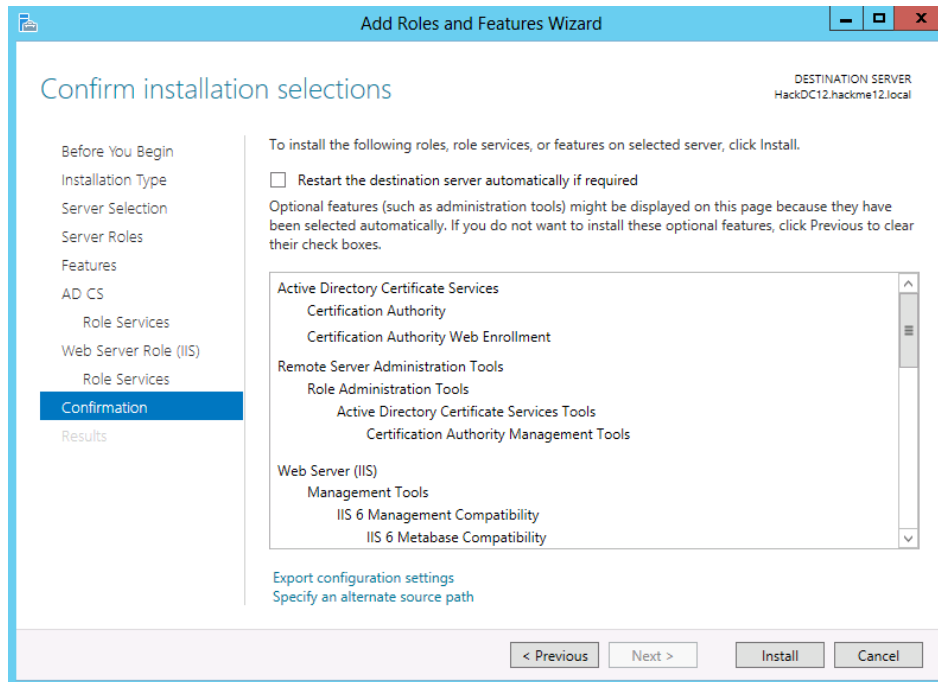 Add Roles and Features Wizard
Confirm installation selections
DESTINATION SERVER
HackDC12.hackme12.local
Before You Begin
Installation Type
Server Selection
Server Roles
Features
AD CS
Role Services
Web Server Role (IIS)
Role Services
Confirmation
Results
To install the following roles, role services, or features on selected server, click Install.
Restart the destination server automatically if required
Optional features (such as administration tools) might be displayed on this page because they have
been selected automatically. If you do not want to install these optional features, click Previous to clear
their check boxes.
Active Directory Certificate Services
Certification Authority
Certification Authority Web Enrollment
Remote Server Administration Tools
Role Administration Tools
Active Directory Certificate Services Tools
Certification Authority Management Tools
Web Server (IIS)
Management Tools
IIS 6 Management Compatibility
IIS 6 Metabase Compatibility
Export configuration settings
Specify an alternate source path
< Previous
Next >
Install
Cancel